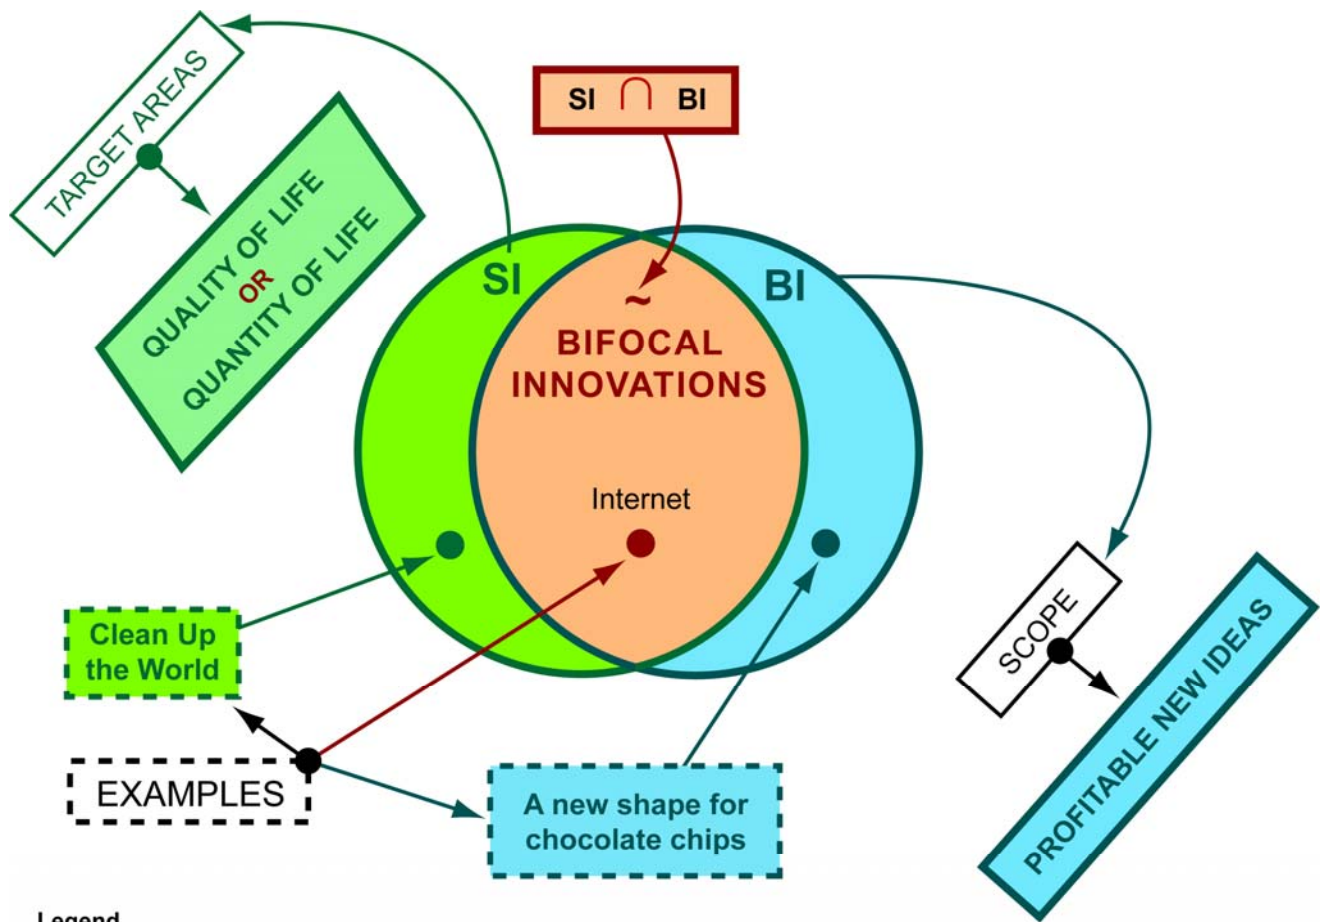 TARGET AREAS
QUALITY OF LIFE
OR
QUANTITY OF LIFE
SI ∩ BI
SI
BI
~
BIFOCAL
INNOVATIONS
Internet
Clean Up
the World
EXAMPLES
A new shape for
chocolate chips
SCOPE
PROFITABLE NEW IDEAS
Legend